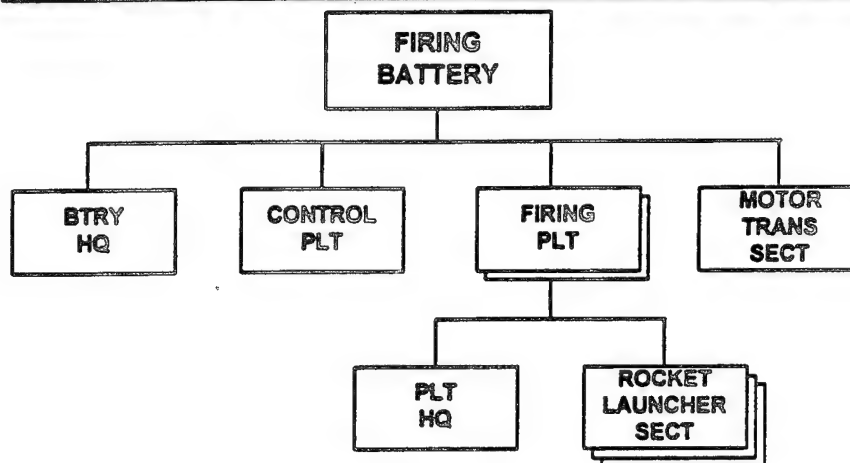 FIRING
BATTERY
BTRY
HQ
CONTROL
PLT
FIRING
PLT
MOTOR
TRANS
SECT
PLT
HQ
ROCKET
LAUNCHER
SECT